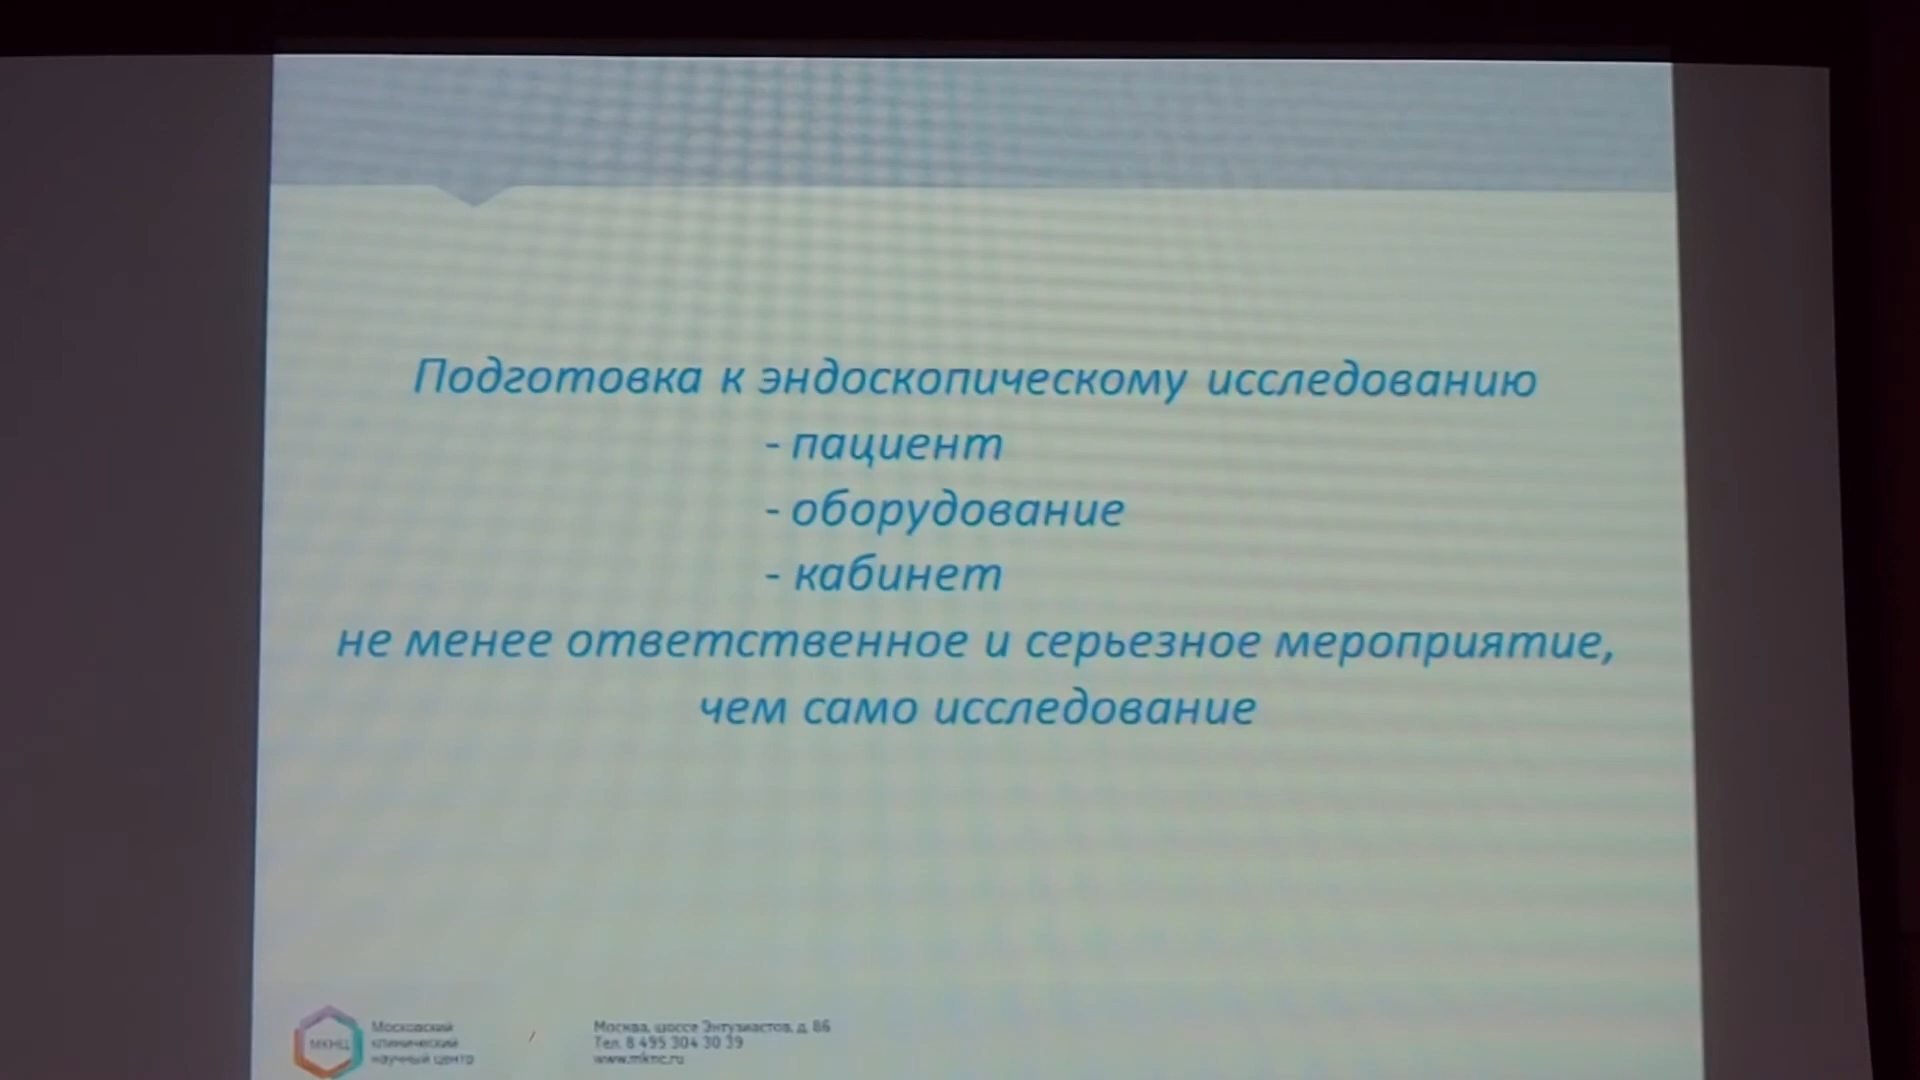 Подготовка к эндоскопическому исследованию
- пациент
- оборудование
- кабинет
не менее ответственное и серьезное мероприятие,
чем само исследование
МКНЦ
Московский
клинический
научный центр
/
Москва, шоссе Энтузиастов, д. 86
Тел. 8 495 304 30 39
www.mknc.ru